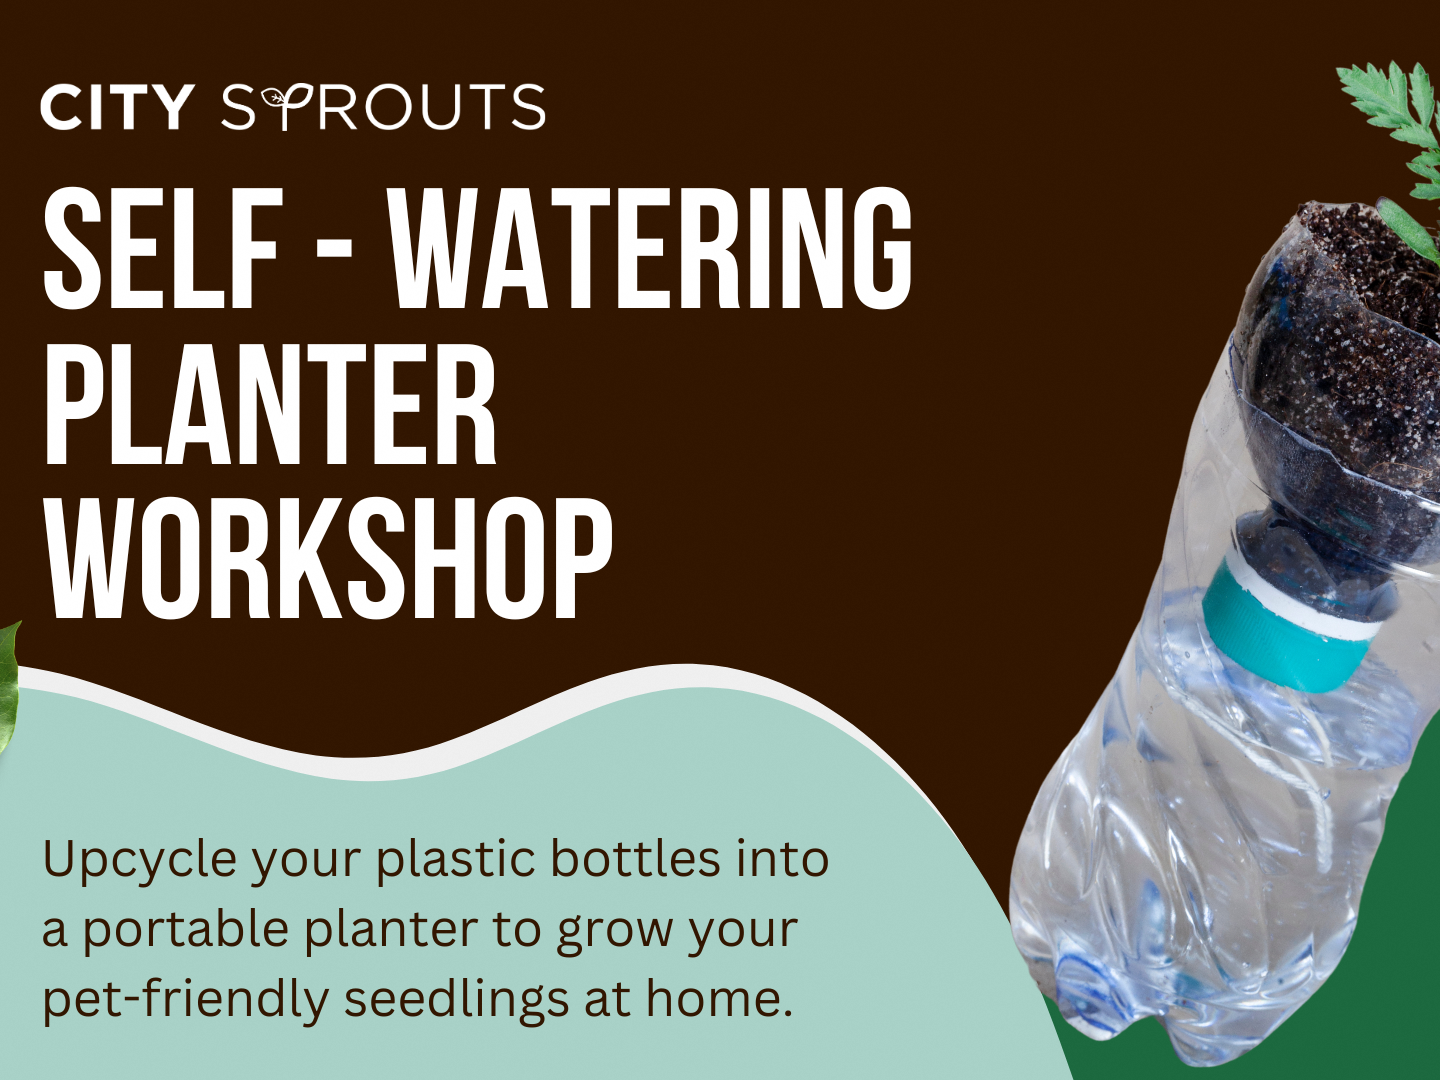 CITY SPROUTS
SELF - WATERING
PLANTER
WORKSHOP
Upcycle your plastic bottles into
a portable planter to grow your
pet-friendly seedlings at home.